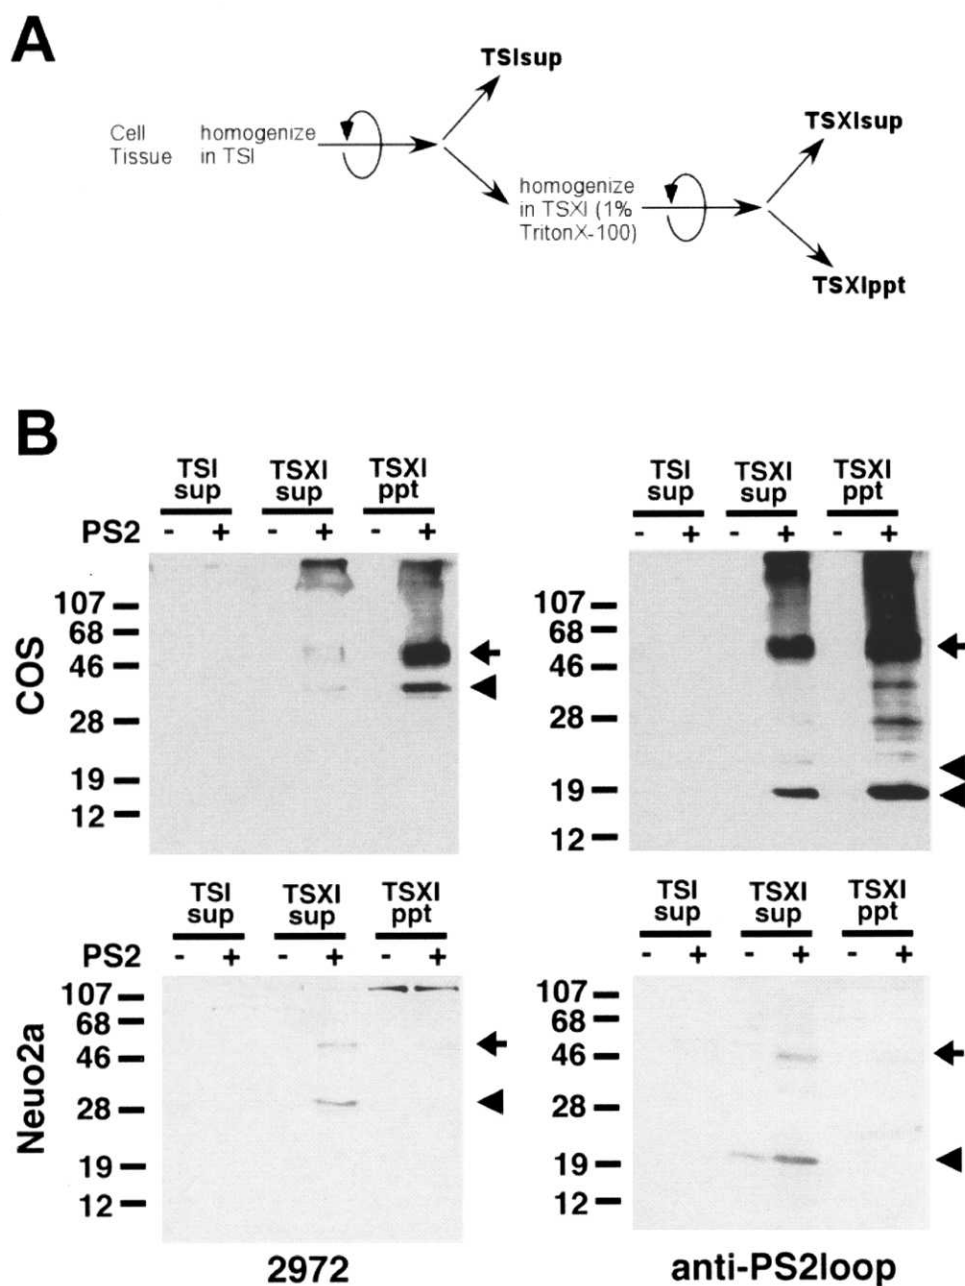 A
TSIsup
Cell
Tissue
homogenize
in TSI
TSXIsup
homogenize
in TSXI (1%
TritonX-100)
TSXIppt
B
TSI
sup
TSXI
sup
TSXI
ppt
PS2 - + - + - +
107
68
46
28
19
12
COS
TSI
sup
TSXI
sup
TSXI
ppt
- + - + - +
107
68
46
28
19
12
TSI
sup
TSXI
sup
TSXI
ppt
PS2 - + - + - +
107
68
46
28
19
12
Neuo2a
2972
TSI
sup
TSXI
sup
TSXI
ppt
- + - + - +
107
68
46
28
19
12
anti-PS2loop